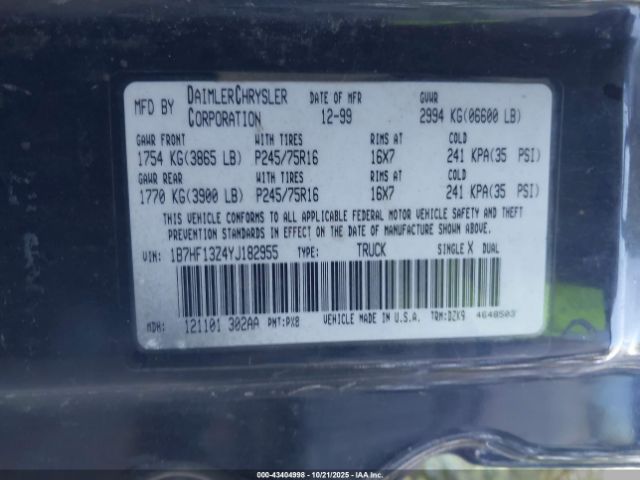 MFD BY DAIMLERCHRYSLER CORPORATION DATE OF MFR 12-99 GVWR 2994 KG(06600 LB)
GAWR FRONT WITH TIRES RIMS AT COLD
1754 KG(3865 LB) P245/75R16 16X7 241 KPA(35 PSI)
GAWR REAR WITH TIRES RIMS AT COLD
1770 KG(3900 LB) P245/75R16 16X7 241 KPA(35 PSI)
THIS VEHICLE CONFORMS TO ALL APPLICABLE FEDERAL MOTOR VEHICLE SAFETY AND THEFT
PREVENTION STANDARDS IN EFFECT ON THE DATE OF MANUFACTURE SHOWN ABOVE.
VIN: 1B7HF13Z4YJ182955 TYPE: TRUCK SINGLE X DUAL
MDH: 121101 302AA PNT:PX8 VEHICLE MADE IN U.S.A. TRM:DZK9 4648503
000-43404998 - 10/21/2025 - IAA Inc.